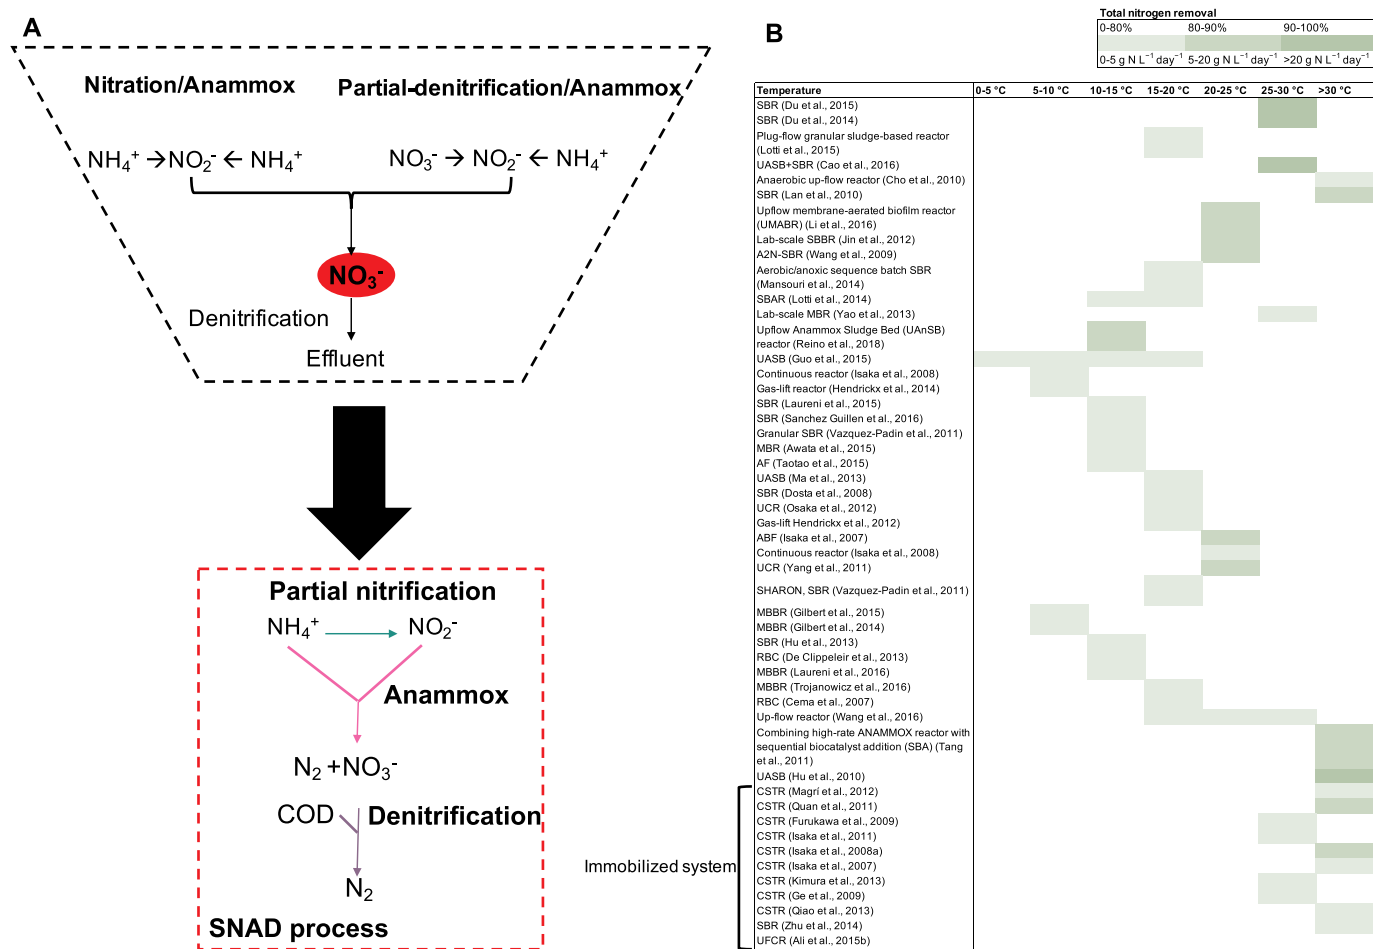 A
Nitration/Anammox
Partial-denitrification/Anammox
NH4+ →NO2- ← NH4+
NO3- → NO2- ← NH4+
NO3-
Denitrification
Effluent
Partial nitrification
NH4+
NO2-
Anammox
N2 +NO3-
COD
Denitrification
N2
SNAD process
B
Total nitrogen removal
0-80% 80-90% 90-100%
0-5 g N L−1 day−1 5-20 g N L−1 day−1 >20 g N L−1 day−1
Temperature 0-5 °C 5-10 °C 10-15 °C 15-20 °C 20-25 °C 25-30 °C >30 °C
SBR (Du et al., 2015)
SBR (Du et al., 2014)
Plug-flow granular sludge-based reactor
(Lotti et al., 2015)
UASB+SBR (Cao et al., 2016)
Anaerobic up-flow reactor (Cho et al., 2010)
SBR (Lan et al., 2010)
Upflow membrane-aerated biofilm reactor
(UMABR) (Li et al., 2016)
Lab-scale SBBR (Jin et al., 2012)
A2N-SBR (Wang et al., 2009)
Aerobic/anoxic sequence batch SBR
(Mansouri et al., 2014)
SBAR (Lotti et al., 2014)
Lab-scale MBR (Yao et al., 2013)
Upflow Anammox Sludge Bed (UAnSB)
reactor (Reino et al., 2018)
UASB (Guo et al., 2015)
Continuous reactor (Isaka et al., 2008)
Gas-lift reactor (Hendrickx et al., 2014)
SBR (Laureni et al., 2015)
SBR (Sanchez Guillen et al., 2016)
Granular SBR (Vazquez-Padin et al., 2011)
MBR (Awata et al., 2015)
AF (Taotao et al., 2015)
UASB (Ma et al., 2013)
SBR (Dosta et al., 2008)
UCR (Osaka et al., 2012)
Gas-lift Hendrickx et al., 2012)
ABF (Isaka et al., 2007)
Continuous reactor (Isaka et al., 2008)
UCR (Yang et al., 2011)
SHARON, SBR (Vazquez-Padin et al., 2011)
MBBR (Gilbert et al., 2015)
MBBR (Gilbert et al., 2014)
SBR (Hu et al., 2013)
RBC (De Clippeleir et al., 2013)
MBBR (Laureni et al., 2016)
MBBR (Trojanowicz et al., 2016)
RBC (Cema et al., 2007)
Up-flow reactor (Wang et al., 2016)
Combining high-rate ANAMMOX reactor with
sequential biocatalyst addition (SBA) (Tang
et al., 2011)
UASB (Hu et al., 2010)
Immobilized system
CSTR (Magrí et al., 2012)
CSTR (Quan et al., 2011)
CSTR (Furukawa et al., 2009)
CSTR (Isaka et al., 2011)
CSTR (Isaka et al., 2008a)
CSTR (Isaka et al., 2007)
CSTR (Kimura et al., 2013)
CSTR (Ge et al., 2009)
CSTR (Qiao et al., 2013)
SBR (Zhu et al., 2014)
UFCR (Ali et al., 2015b)